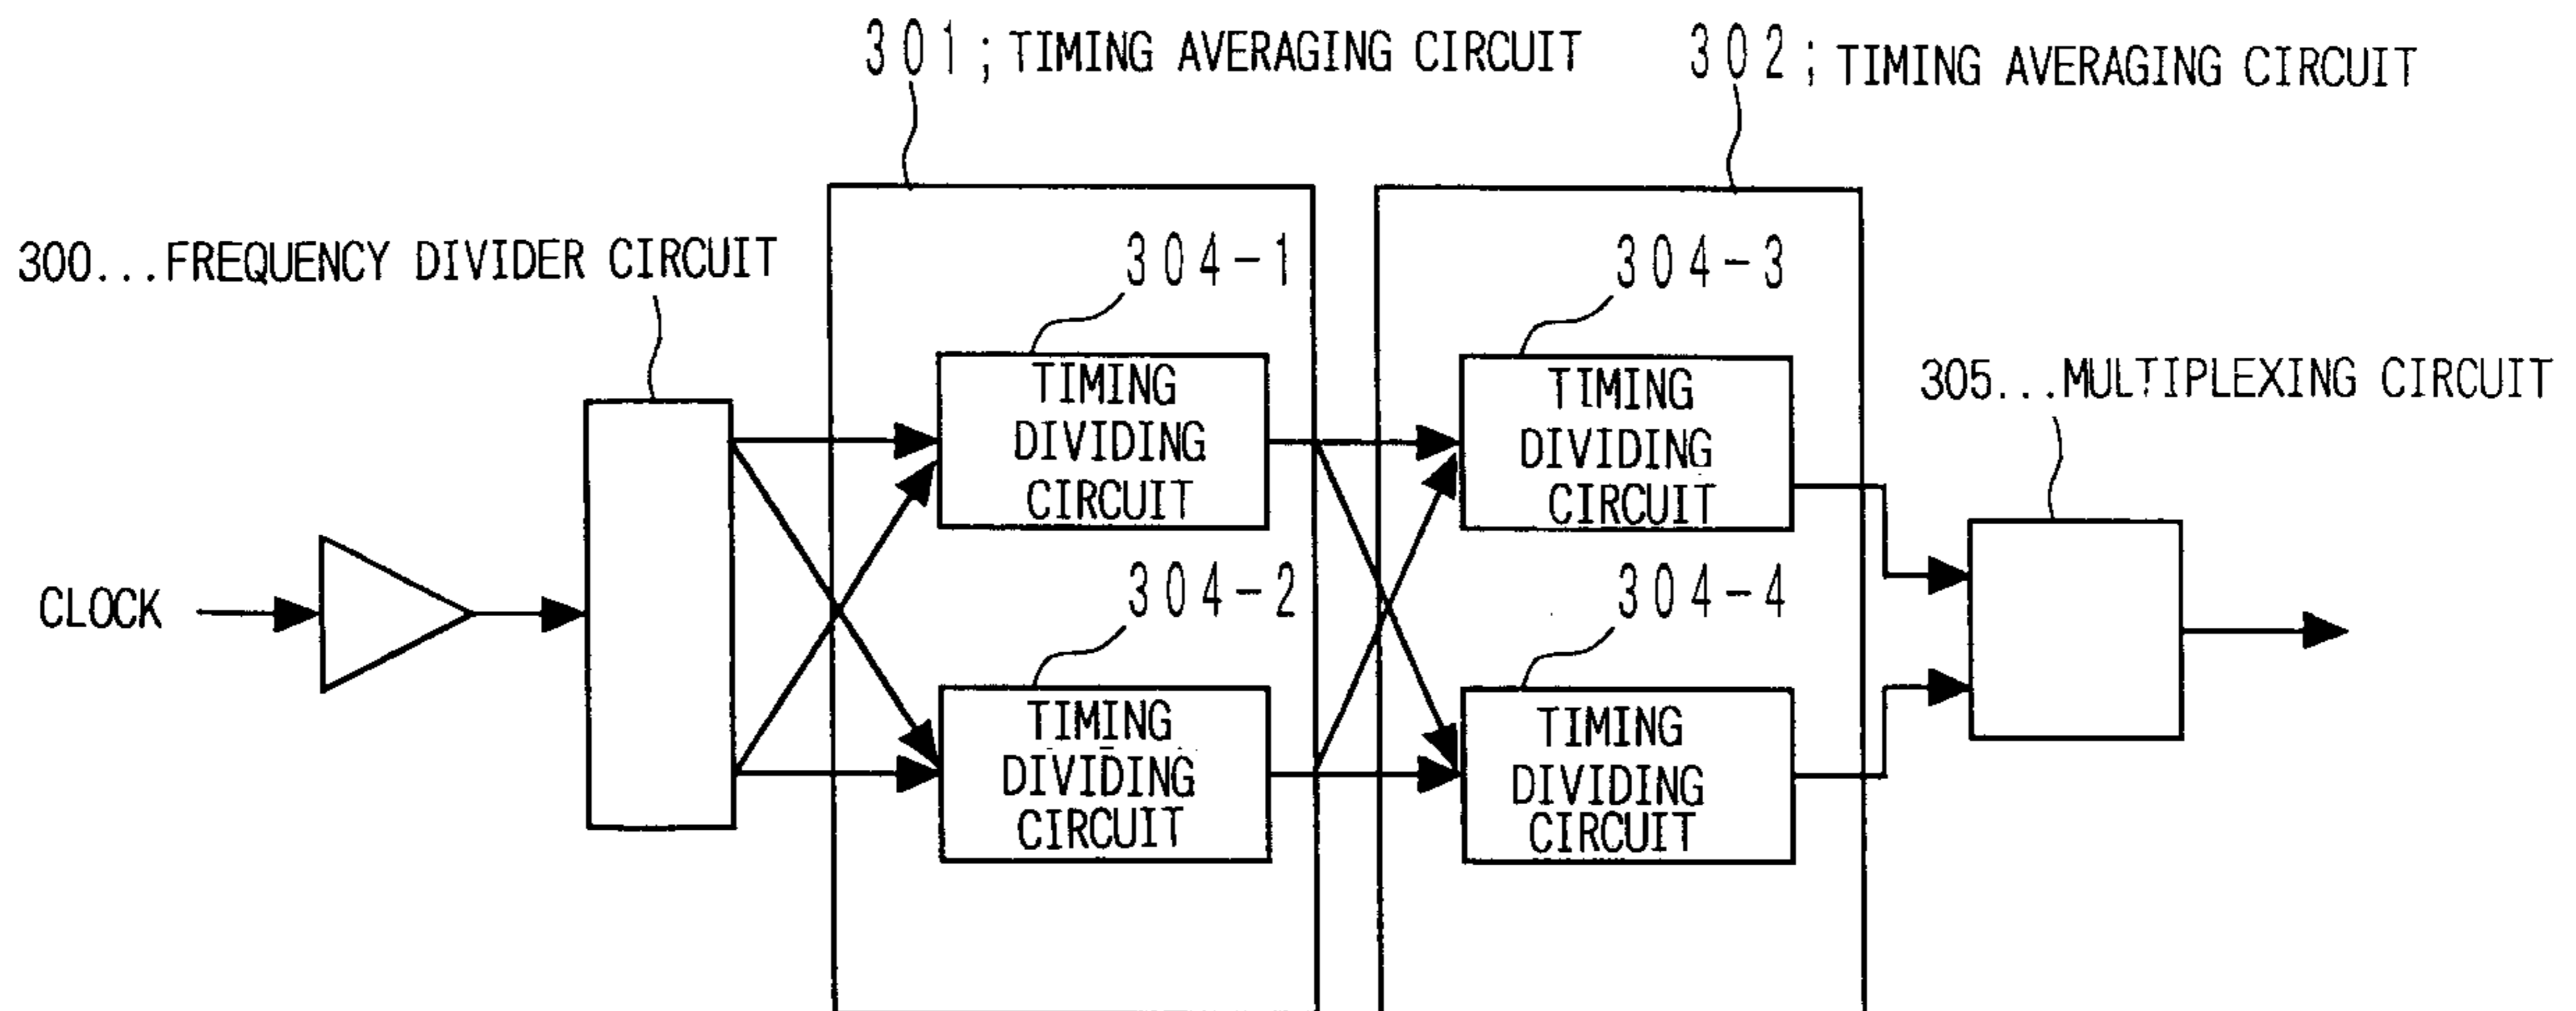 301;TIMING AVERAGING CIRCUIT
302;TIMING AVERAGING CIRCUIT
300...FREQUENCY DIVIDER CIRCUIT
304-1
304-3
TIMING
DIVIDING
CIRCUIT
TIMING
DIVIDING
CIRCUIT
305...MULTIPLEXING CIRCUIT
CLOCK
304-2
304-4
TIMING
DIVIDING
CIRCUIT
TIMING
DIVIDING
CIRCUIT